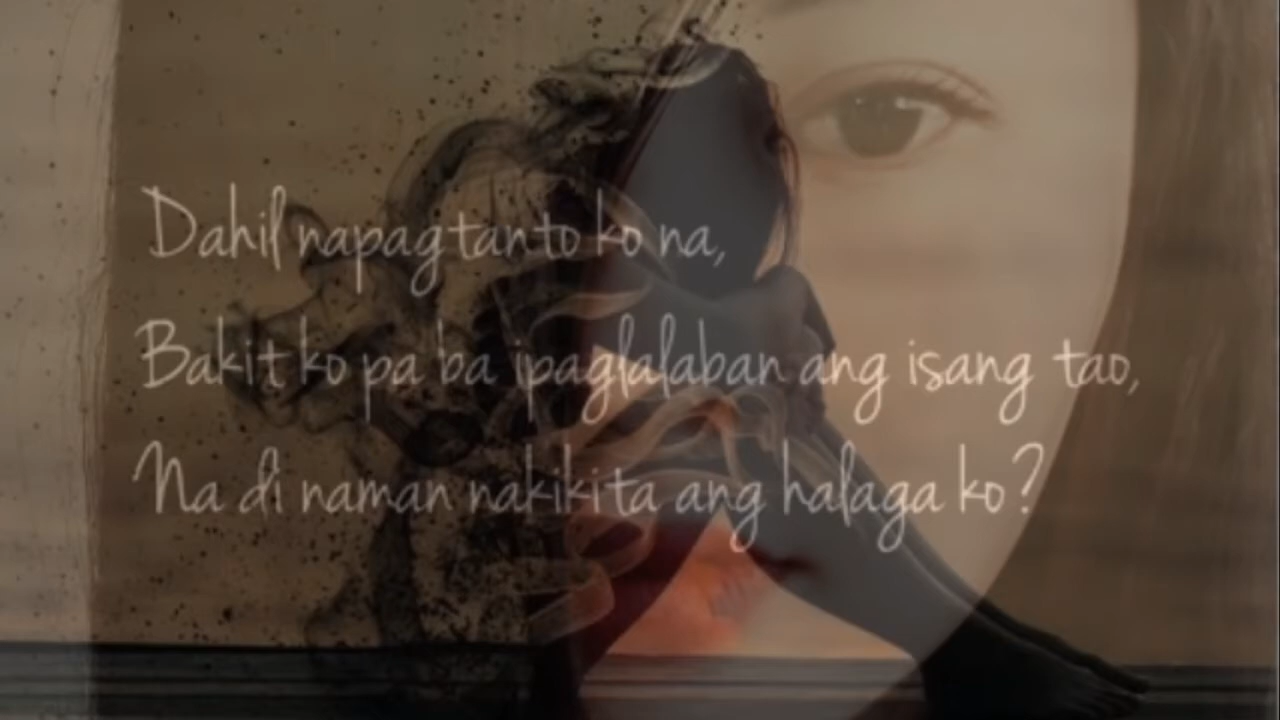 Dahil napagtanto ko na,
Bakit ko pa ba ipaglalaban ang isang tao,
Na di naman nakikita ang halaga ko?